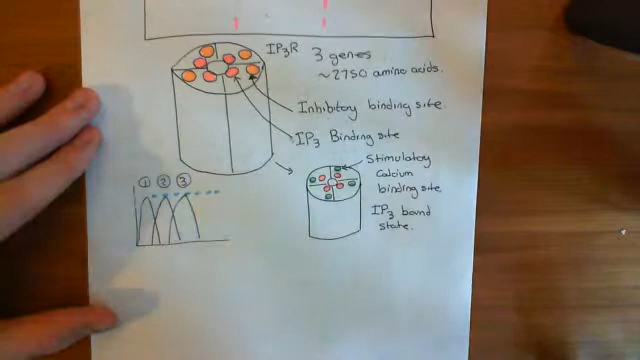 IP3R 3 genes
~2750 amino acids.
Inhibitory binding site.
IP3 Binding site
Stimulatory
Calcium
binding site
IP3 bound
state.
1 2 3